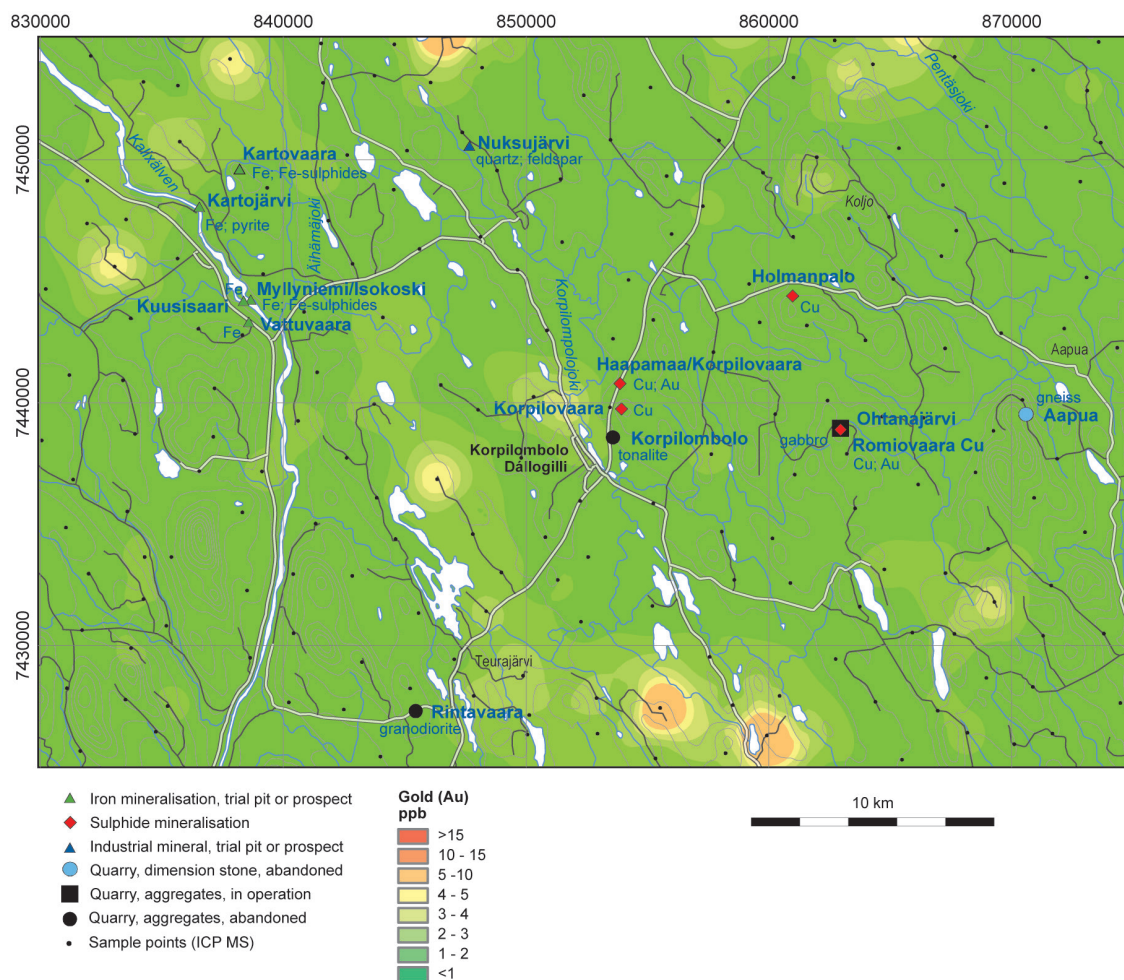 830000
840000
850000
860000
870000
7450000
7440000
7430000
Pentäsjoki
Kalixälven
Nuksujärvi
quartz; feldspar
Kartovaara
Fe; Fe-sulphides
Kartojärvi
Fe; pyrite
Äihämäjoki
Koljo
Korpilompolojoki
Holmanpalo
Cu
Fe
Myllyniemi/Isokoski
Fe; Fe-sulphides
Kuusisaari
Fe
Vattuvaara
Aapua
Haapamaa/Korpilovaara
Cu; Au
Korpilovaara
Cu
gneiss
Aapua
Ohtanajärvi
gabbro
Romiovaara Cu
Cu; Au
Korpilombolo
tonalite
Korpilombolo
Dállogilli
Teurajärvi
Rintavaara
granodiorite
Iron mineralisation, trial pit or prospect
Sulphide mineralisation
Industrial mineral, trial pit or prospect
Quarry, dimension stone, abandoned
Quarry, aggregates, in operation
Quarry, aggregates, abandoned
Sample points (ICP MS)
Gold (Au)
ppb
>15
10 - 15
5 -10
4 - 5
3 - 4
2 - 3
1 - 2
<1
10 km